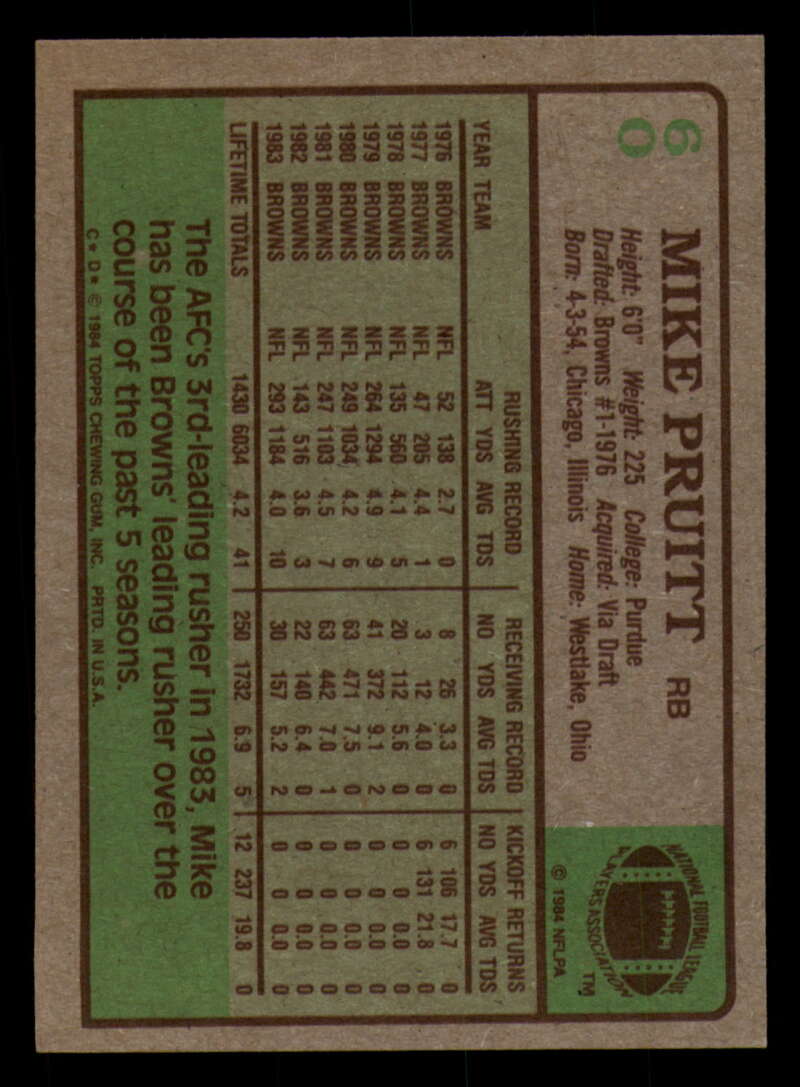 60
MIKE PRUITT RB
Height: 6'0" Weight: 225 College: Purdue
Drafted: Browns #1-1976 Acquired: Via Draft
Born: 4-3-54, Chicago, Illinois Home: Westlake, Ohio
NATIONAL FOOTBALL LEAGUE
PLAYERS ASSOCIATION
TM
© 1984 NFLPA
RUSHING RECORD RECEIVING RECORD KICKOFF RETURNS
YEAR TEAM ATT YDS AVG TDS NO YDS AVG TDS NO YDS AVG TDS
1976 BROWNS NFL 52 138 2.7 0 8 26 3.3 0 6 106 17.7 0
1977 BROWNS NFL 47 205 4.4 1 3 12 4.0 0 6 131 21.8 0
1978 BROWNS NFL 135 560 4.1 5 20 112 5.6 0 0 0 0.0 0
1979 BROWNS NFL 264 1294 4.9 9 41 372 9.1 2 0 0 0.0 0
1980 BROWNS NFL 249 1034 4.2 6 63 471 7.5 0 0 0 0.0 0
1981 BROWNS NFL 247 1103 4.5 7 63 442 7.0 1 0 0 0.0 0
1982 BROWNS NFL 143 516 3.6 3 22 140 6.4 0 0 0 0.0 0
1983 BROWNS NFL 293 1184 4.0 10 30 157 5.2 2 0 0 0.0 0
LIFETIME TOTALS 1430 6034 4.2 41 250 1732 6.9 5 12 237 19.8 0
The AFC's 3rd-leading rusher in 1983, Mike
has been Browns' leading rusher over the
course of the past 5 seasons.
C* D* © 1984 TOPPS CHEWING GUM, INC. PRTD. IN U.S.A.